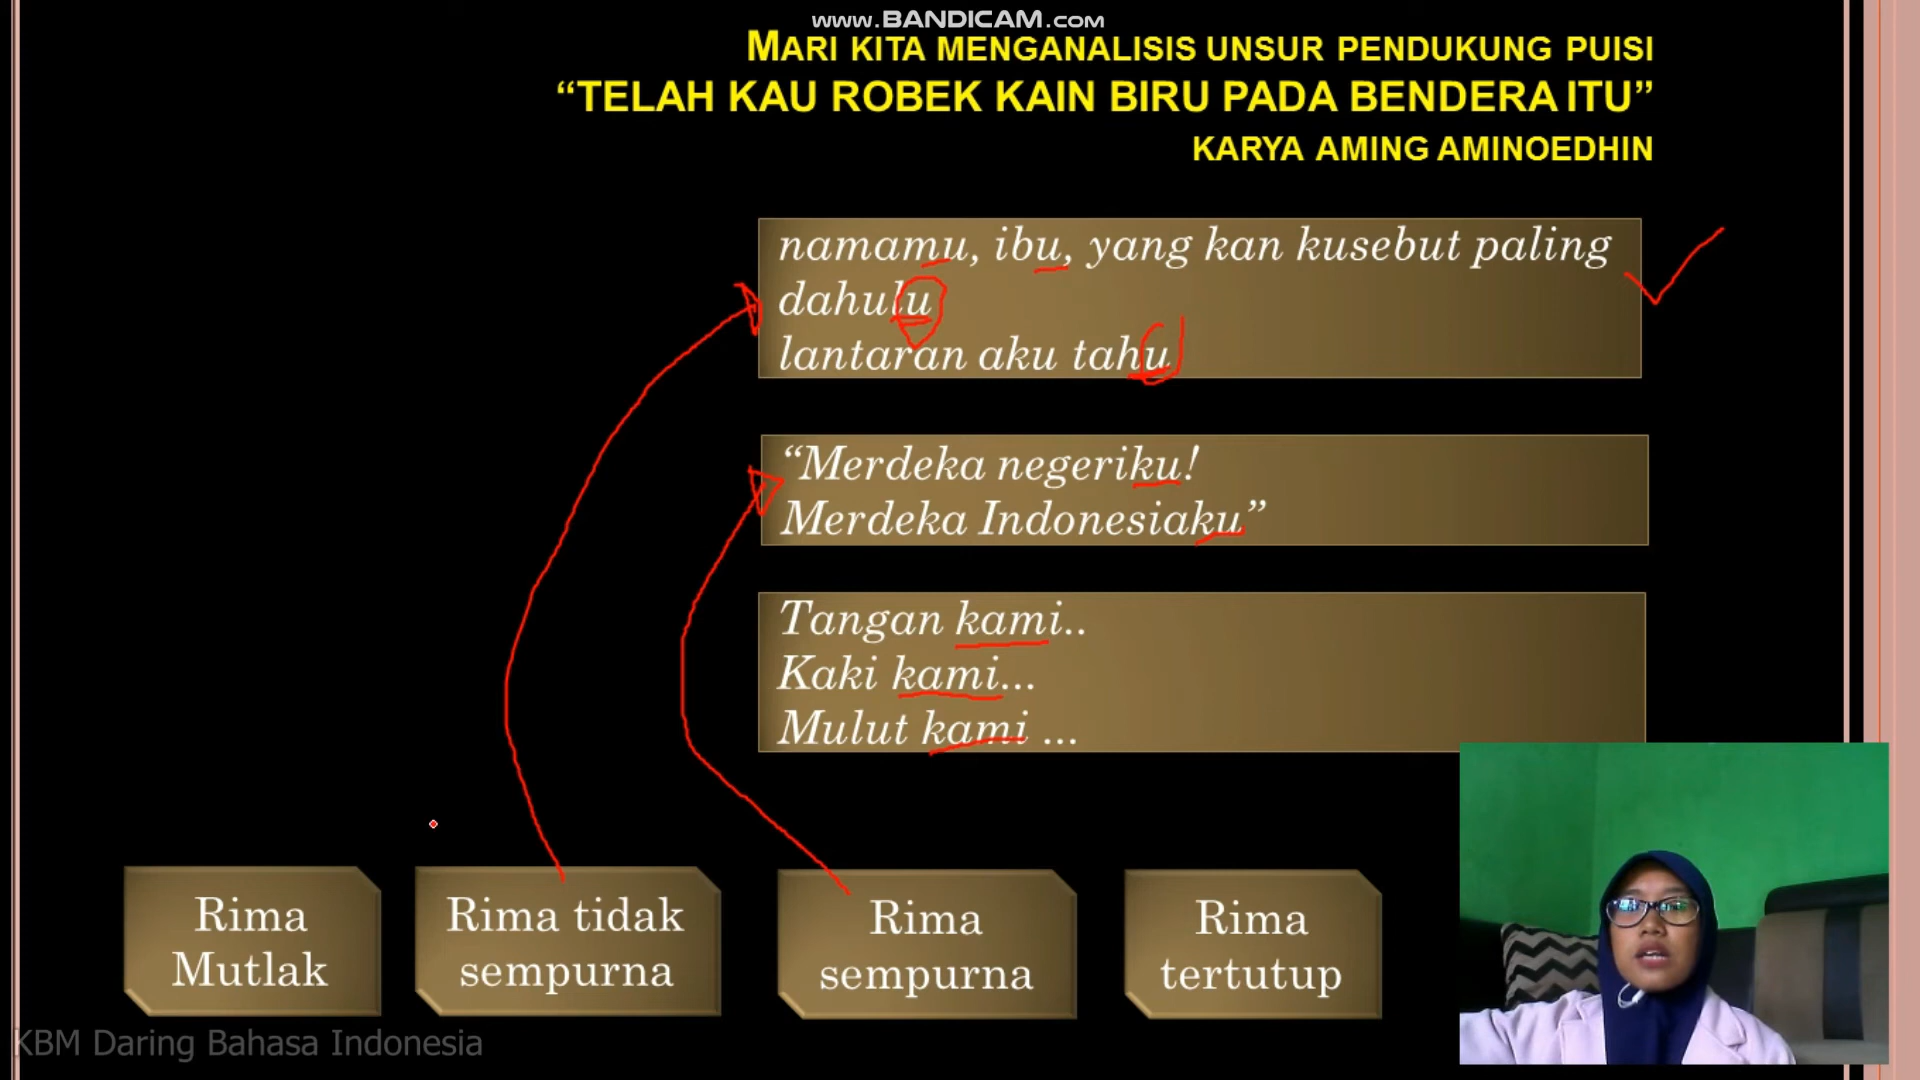 www.BANDICAM.com
MARI KITA MENGANALISIS UNSUR PENDUKUNG PUISI
“TELAH KAU ROBEK KAIN BIRU PADA BENDERA ITU”
KARYA AMING AMINOEDHIN
namamu, ibu, yang kan kusebut paling
dahulu
lantaran aku tahu
“Merdeka negeriku!
Merdeka Indonesiaku”
Tangan kami..
Kaki kami...
Mulut kami ...
Rima
Mutlak
Rima tidak
sempurna
Rima
sempurna
Rima
tertutup
KBM Daring Bahasa Indonesia